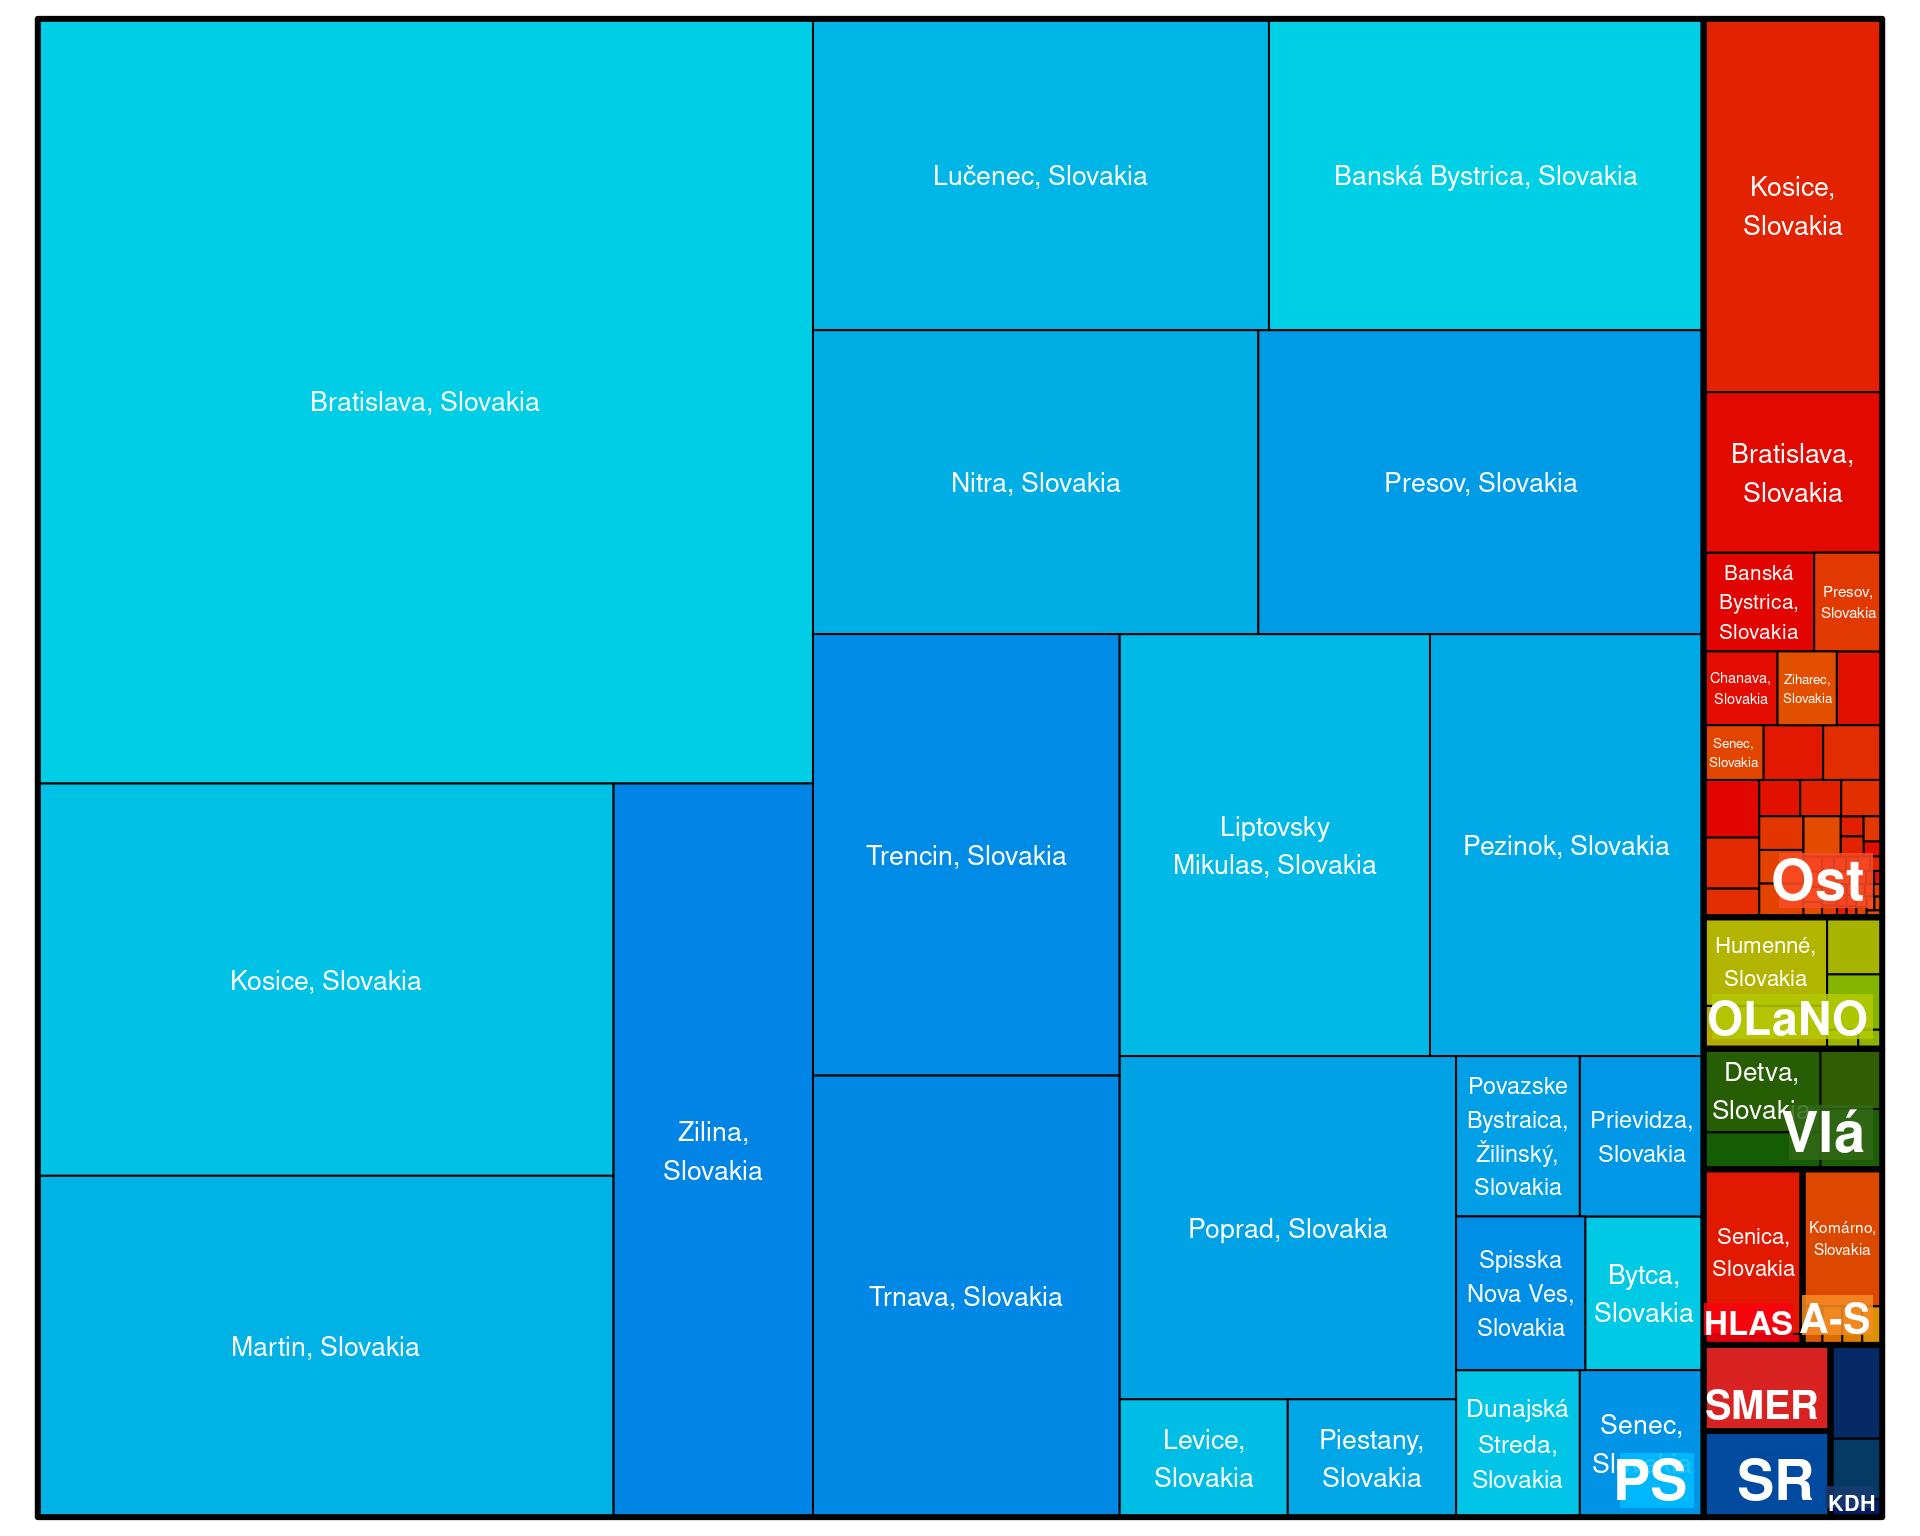 Bratislava, Slovakia
Lučenec, Slovakia
Banská Bystrica, Slovakia
Nitra, Slovakia
Presov, Slovakia
Kosice, Slovakia
Martin, Slovakia
Zilina,
Slovakia
Trencin, Slovakia
Trnava, Slovakia
Liptovsky
Mikulas, Slovakia
Pezinok, Slovakia
Poprad, Slovakia
Levice,
Slovakia
Piestany,
Slovakia
Povazske
Bystraica,
Žilinský,
Slovakia
Prievidza,
Slovakia
Spisska
Nova Ves,
Slovakia
Bytca,
Slovakia
Dunajská
Streda,
Slovakia
Senec,
Slovakia
PS
Kosice,
Slovakia
Bratislava,
Slovakia
Banská
Bystrica,
Slovakia
Presov,
Slovakia
Chanava,
Slovakia
Ziharec,
Slovakia
Senec,
Slovakia
Ost
Humenné,
Slovakia
OLaNO
Detva,
Slovakia
Vlá
Senica,
Slovakia
HLAS
Komárno,
Slovakia
A-S
SMER
SR
KDH